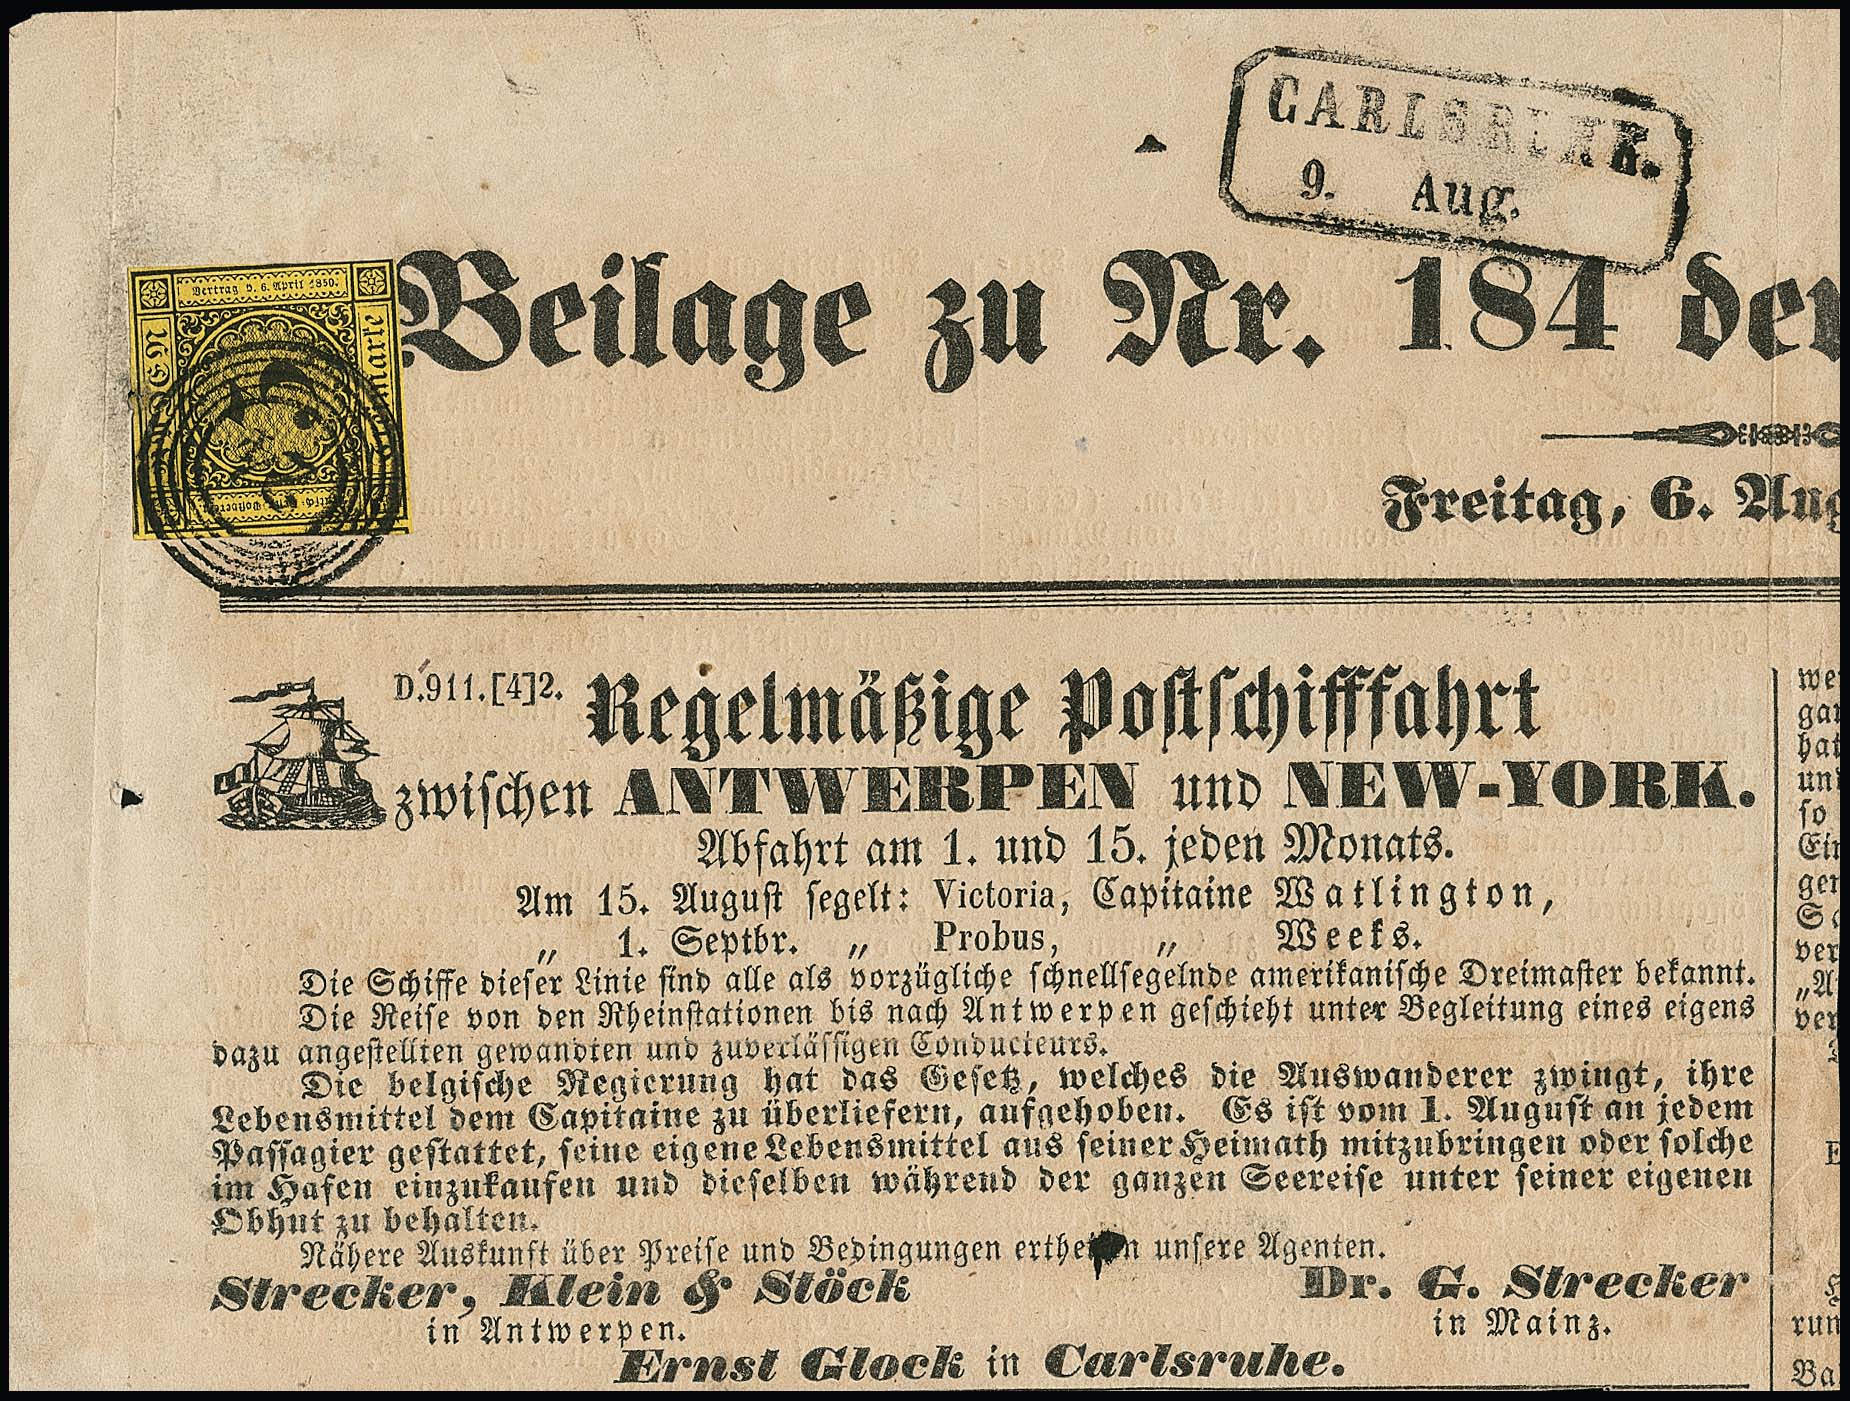 CARLSRUHE.
9. Aug.
Vertrag v. 6. April 1850.
Beilage zu Nr. 184 der
Freitag, 6. Aug
D.911.[4]2. Regelmäßige Postschifffahrt
zwischen ANTWERPEN und NEW-YORK.
Abfahrt am 1. und 15. jeden Monats.
Am 15. August segelt: Victoria, Capitaine Watlington,
„ 1. Septbr. „ Probus, „ Weeks.
Die Schiffe dieser Linie sind alle als vorzügliche schnellsegelnde amerikanische Dreimaster bekannt.
Die Reise von den Rheinstationen bis nach Antwerpen geschieht unter Begleitung eines eigens
dazu angestellten gewandten und zuverlässigen Conducteurs.
Die belgische Regierung hat das Gesetz, welches die Auswanderer zwingt, ihre
Lebensmittel dem Capitaine zu überliefern, aufgehoben. Es ist vom 1. August an jedem
Passagier gestattet, seine eigene Lebensmittel aus seiner Heimath mitzubringen oder solche
im Hafen einzukaufen und dieselben während der ganzen Seereise unter seiner eigenen
Obhut zu behalten.
Nähere Auskunft über Preise und Bedingungen ertheilen unsere Agenten.
Strecker, Klein & Stöck Dr. G. Strecker
in Antwerpen. in Mainz.
Ernst Glock in Carlsruhe.